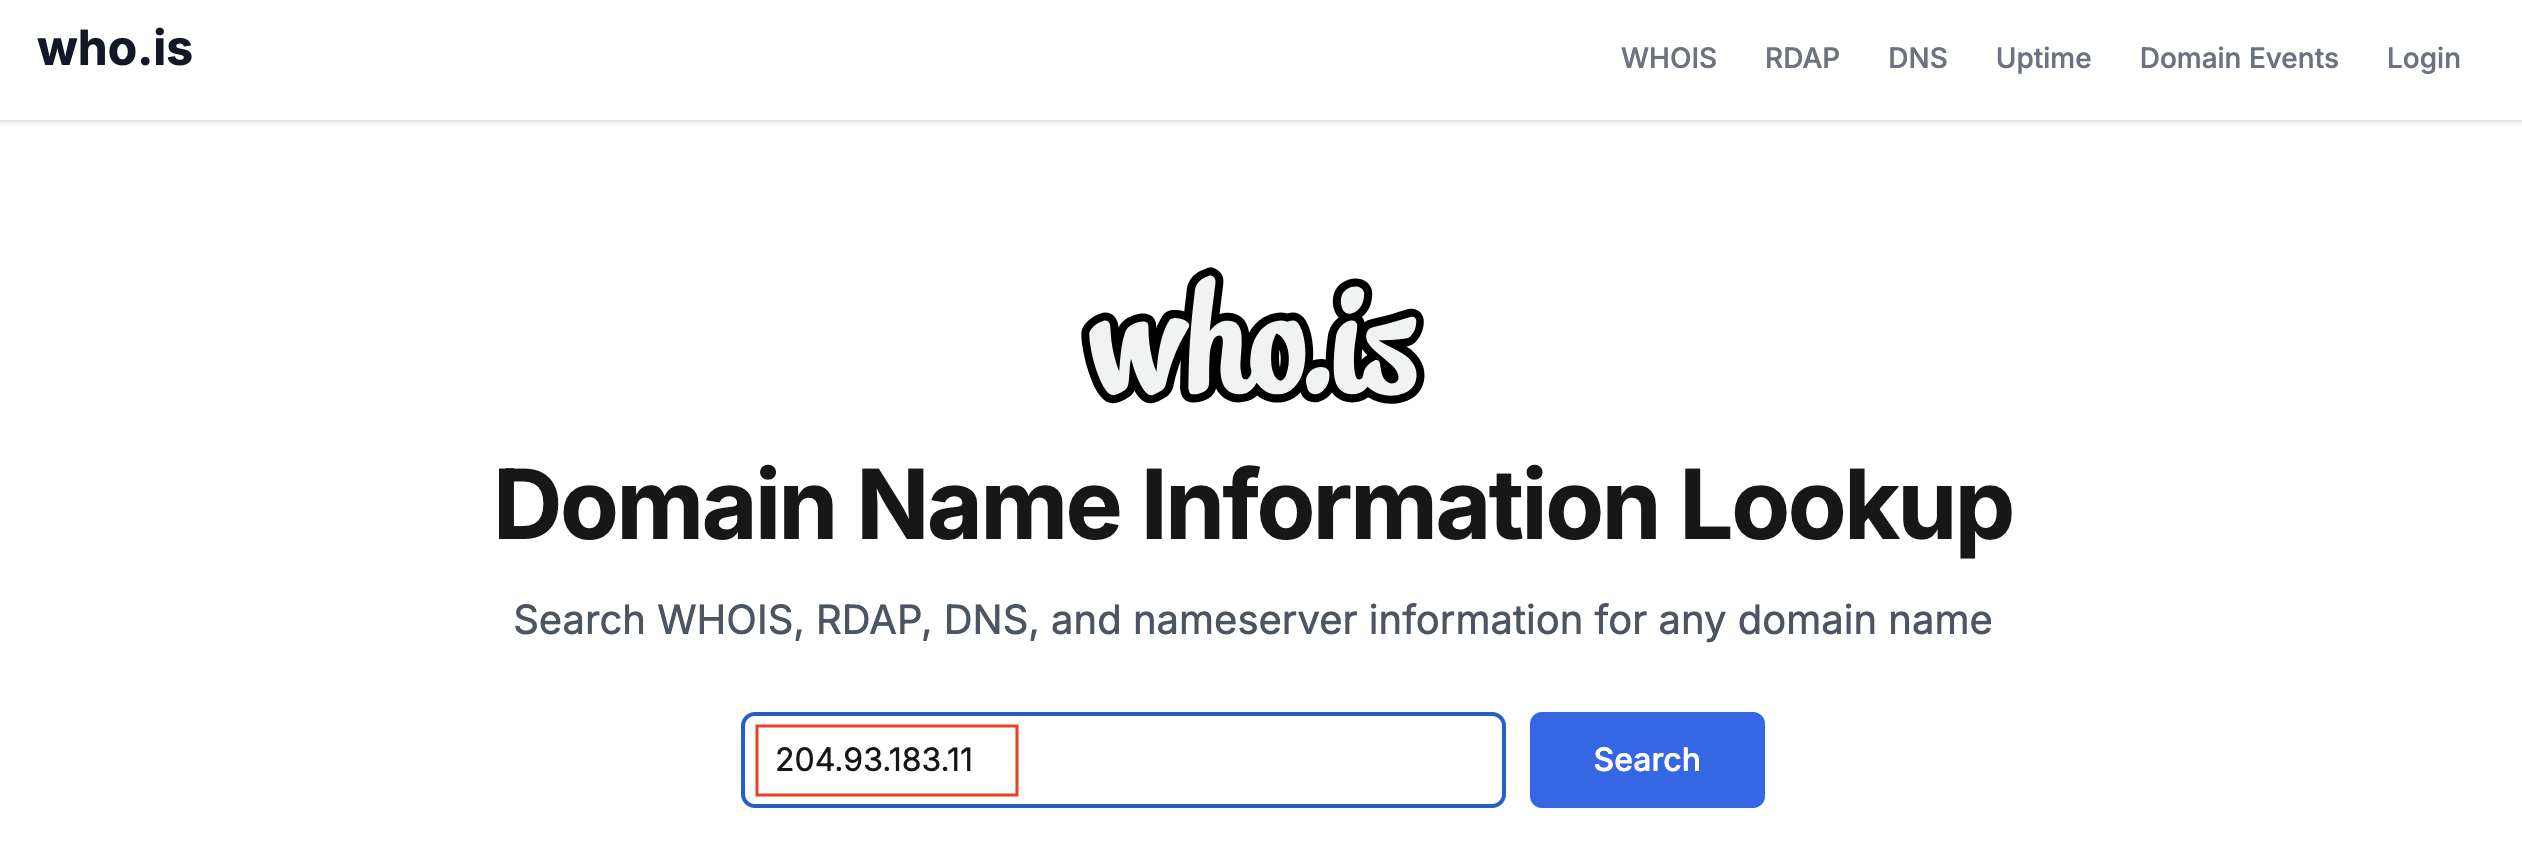 who.is
WHOIS RDAP DNS Uptime Domain Events Login
who.is
Domain Name Information Lookup
Search WHOIS, RDAP, DNS, and nameserver information for any domain name
204.93.183.11 Search